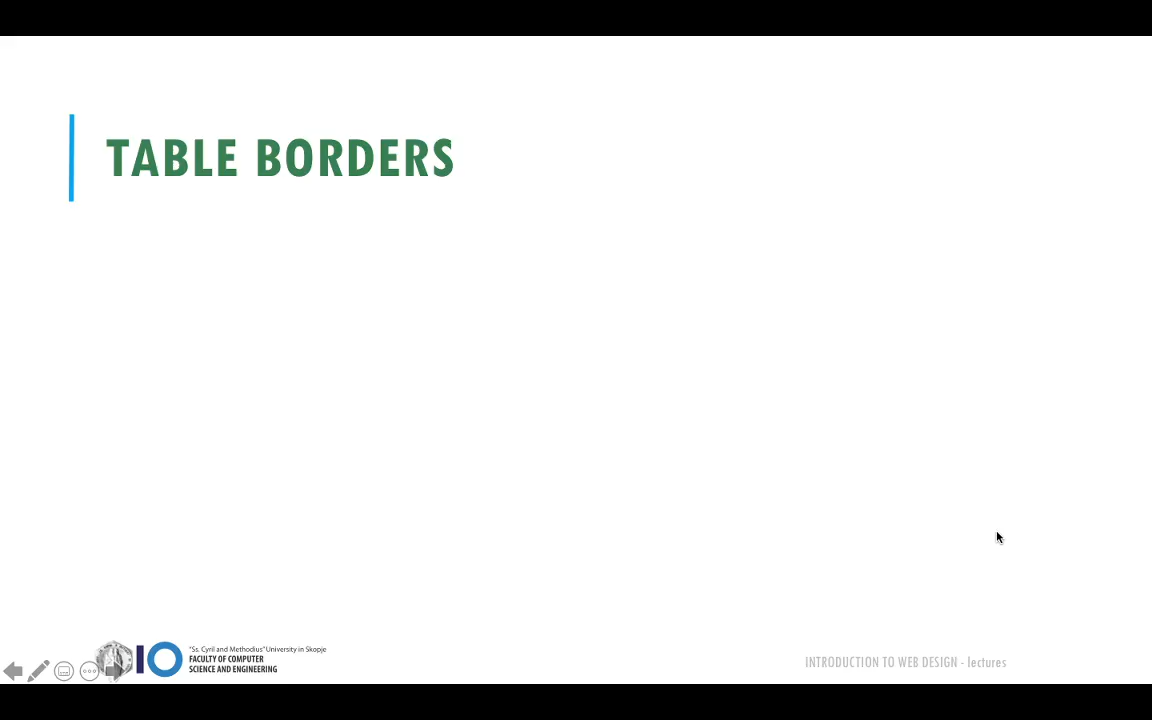 TABLE BORDERS
"Ss. Cyril and Methodius" University in Skopje
FACULTY OF COMPUTER
SCIENCE AND ENGINEERING
INTRODUCTION TO WEB DESIGN - lectures